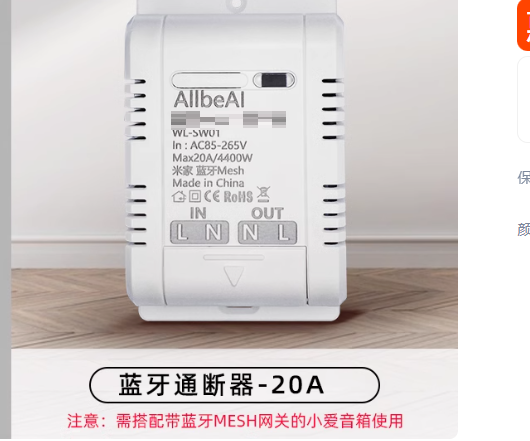 AllbeAI
WL-SW01
In : AC85-265V
Max20A/4400W
米家 蓝牙Mesh
Made in China
CE RoHS
IN OUT
L N N L
蓝牙通断器-20A
注意：需搭配带蓝牙MESH网关的小爱音箱使用
保
颜